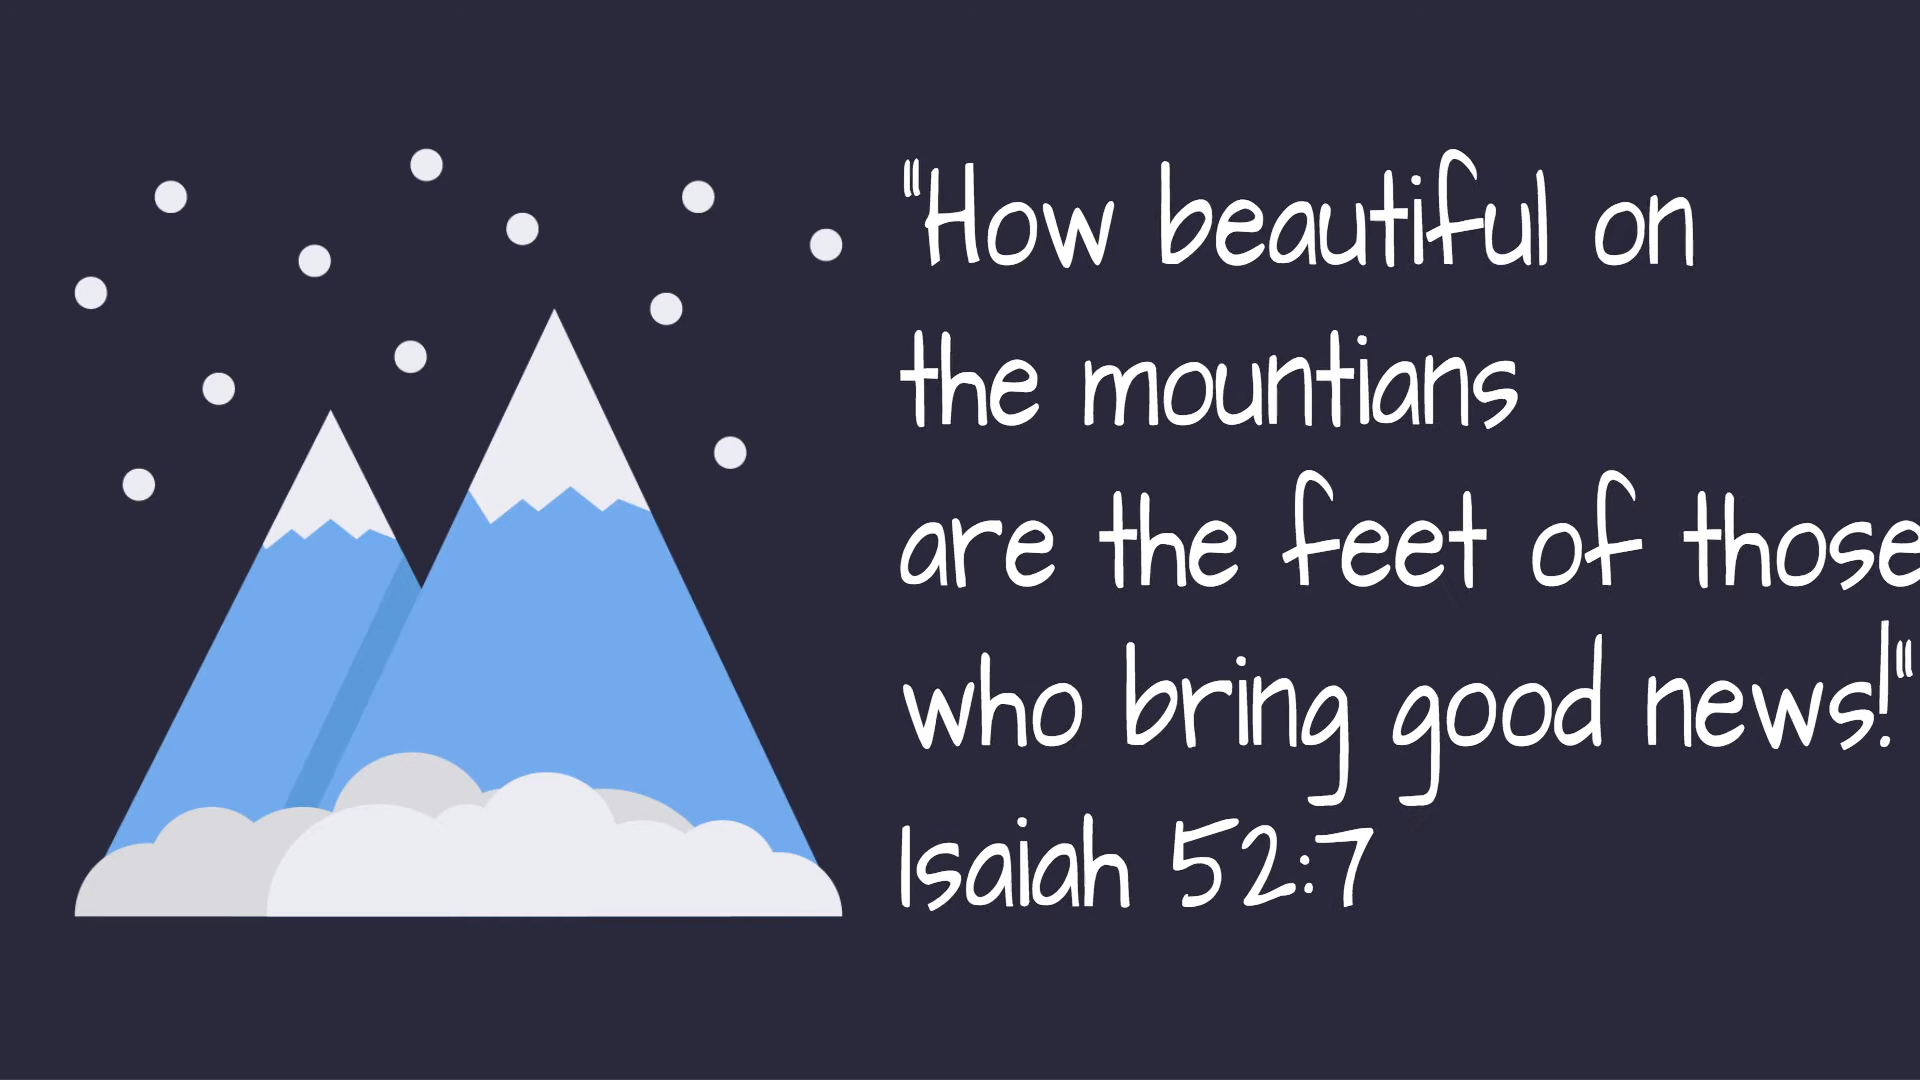 "How beautiful on
the mountians
are the feet of those
who bring good news!"
Isaiah 52:7